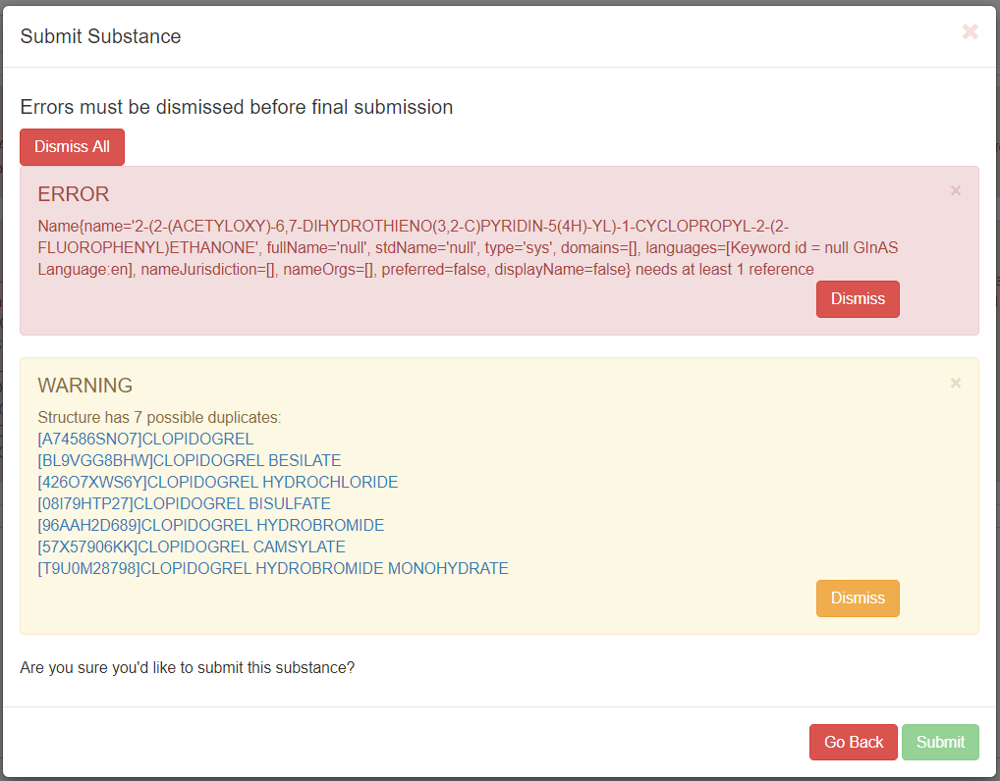 Submit Substance
Errors must be dismissed before final submission
Dismiss All
ERROR
Name{name='2-(2-(ACETYLOXY)-6,7-DIHYDROTHIENO(3,2-C)PYRIDIN-5(4H)-YL)-1-CYCLOPROPYL-2-(2-
FLUOROPHENYL)ETHANONE', fullName='null', stdName='null', type='sys', domains=[], languages=[Keyword id = null GInAS
Language:en], nameJurisdiction=[], nameOrgs=[], preferred=false, displayName=false} needs at least 1 reference
Dismiss
WARNING
Structure has 7 possible duplicates:
[A74586SNO7]CLOPIDOGREL
[BL9VGG8BHW]CLOPIDOGREL BESILATE
[426O7XWS6Y]CLOPIDOGREL HYDROCHLORIDE
[08I79HTP27]CLOPIDOGREL BISULFATE
[96AAH2D689]CLOPIDOGREL HYDROBROMIDE
[57X57906KK]CLOPIDOGREL CAMSYLATE
[T9U0M28798]CLOPIDOGREL HYDROBROMIDE MONOHYDRATE
Dismiss
Are you sure you'd like to submit this substance?
Go Back
Submit